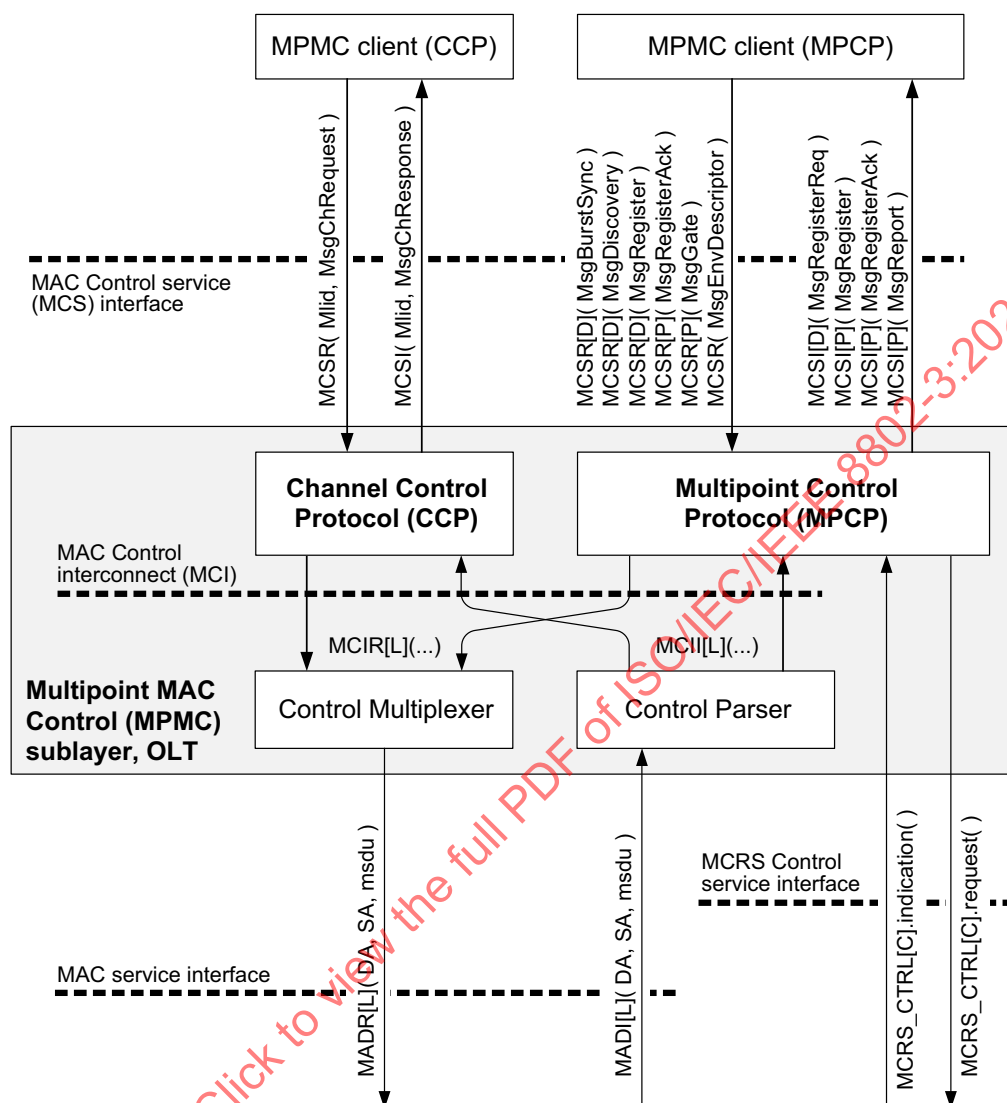 MPMC client (CCP)
MPMC client (MPCP)
MCSR( Mlid, MsgChRequest )
MCSI( Mlid, MsgChResponse )
MCSR[D]( MsgBurstSync )
MCSR[D]( MsgDiscovery )
MCSR[D]( MsgRegister )
MCSR[P]( MsgRegisterAck )
MCSR[P]( MsgGate )
MCSR( MsgEnvDescriptor )
MCSI[D]( MsgRegisterReq )
MCSI[P]( MsgRegister )
MCSI[P]( MsgRegisterAck )
MCSI[P]( MsgReport )
MAC Control service
(MCS) interface
Channel Control
Protocol (CCP)
Multipoint Control
Protocol (MPCP)
MAC Control
interconnect (MCI)
MCIR[L](...)
MCII[L](...)
Multipoint MAC
Control (MPMC)
sublayer, OLT
Control Multiplexer
Control Parser
MADR[L]( DA, SA, msdu )
MADI[L]( DA, SA, msdu )
MCRS Control
service interface
MCRS_CTRL[C].indication( )
MCRS_CTRL[C].request( )
MAC service interface
Click to view the full PDF of ISO/IEC/IEEE 8802-3:202